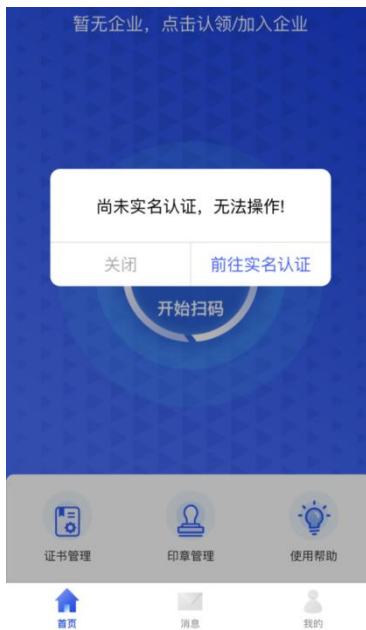 暂无企业，点击认领/加入企业
尚未实名认证，无法操作!
关闭
前往实名认证
开始扫码
证书管理
印章管理
使用帮助
首页
消息
我的